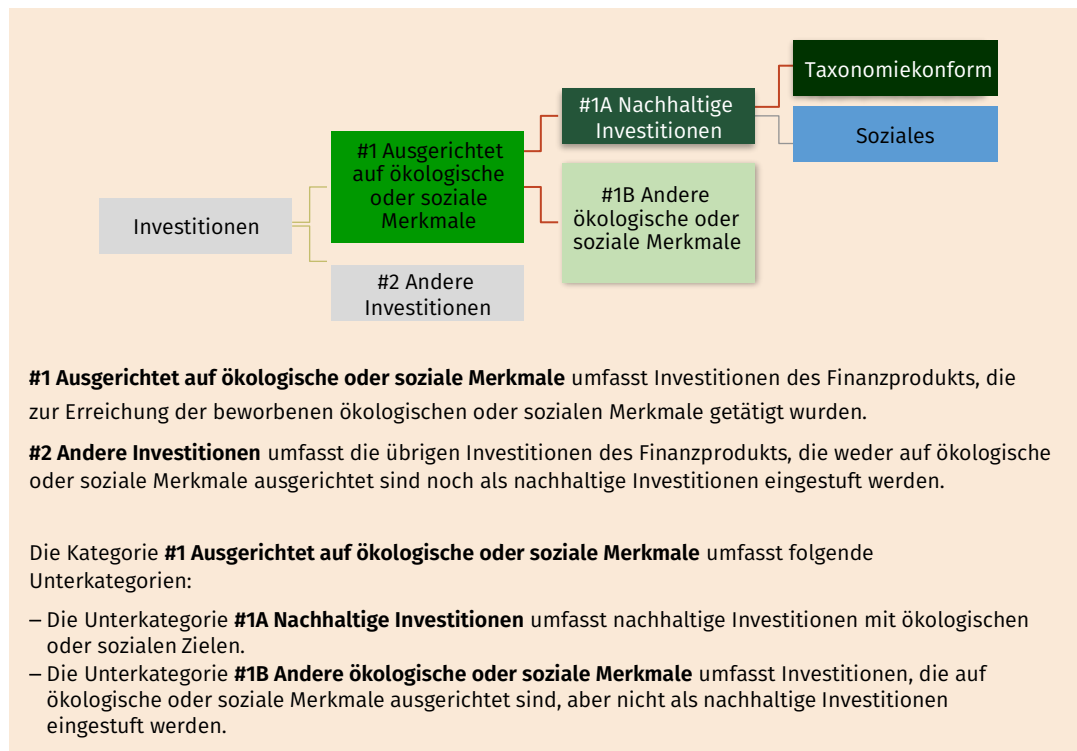 Taxonomiekonform
#1A Nachhaltige
Investitionen
Soziales
#1 Ausgerichtet
auf ökologische
oder soziale
Merkmale
#1B Andere
ökologische oder
soziale Merkmale
Investitionen
#2 Andere
Investitionen
#1 Ausgerichtet auf ökologische oder soziale Merkmale umfasst Investitionen des Finanzprodukts, die
zur Erreichung der beworbenen ökologischen oder sozialen Merkmale getätigt wurden.
#2 Andere Investitionen umfasst die übrigen Investitionen des Finanzprodukts, die weder auf ökologische
oder soziale Merkmale ausgerichtet sind noch als nachhaltige Investitionen eingestuft werden.
Die Kategorie #1 Ausgerichtet auf ökologische oder soziale Merkmale umfasst folgende
Unterkategorien:
– Die Unterkategorie #1A Nachhaltige Investitionen umfasst nachhaltige Investitionen mit ökologischen
oder sozialen Zielen.
– Die Unterkategorie #1B Andere ökologische oder soziale Merkmale umfasst Investitionen, die auf
ökologische oder soziale Merkmale ausgerichtet sind, aber nicht als nachhaltige Investitionen
eingestuft werden.